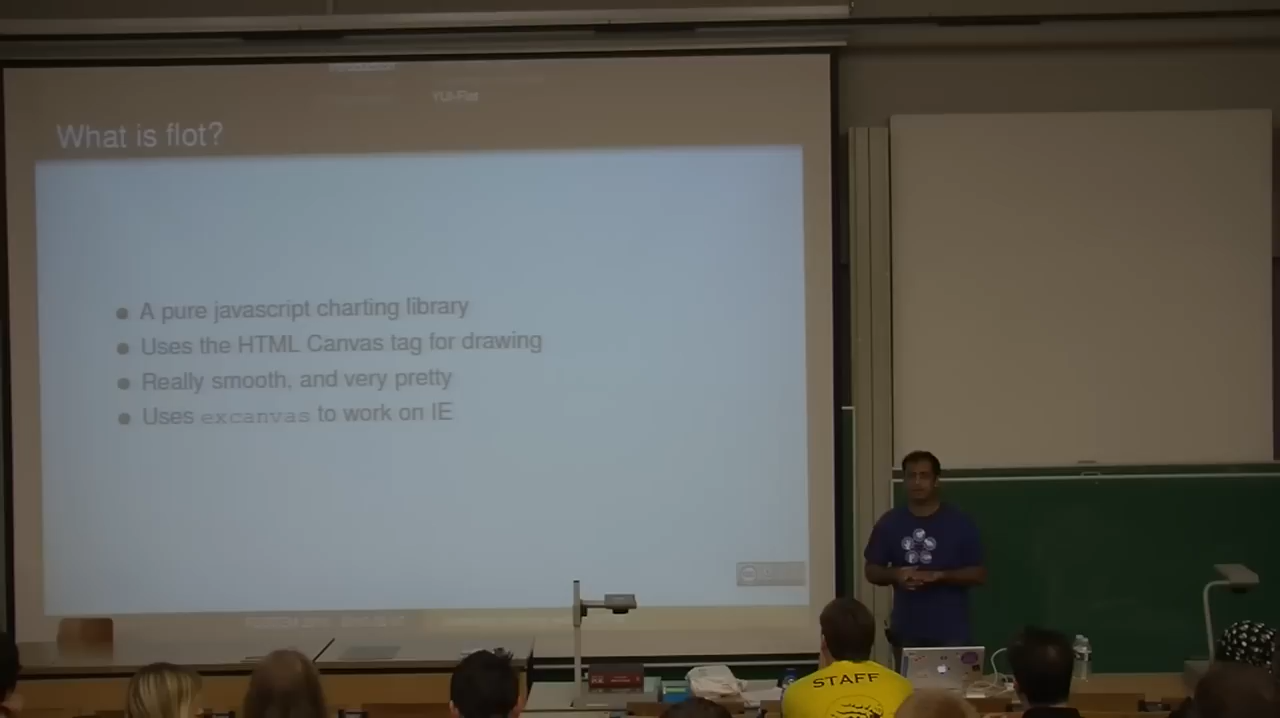 YUI-Flot
What is flot?
A pure javascript charting library
Uses the HTML Canvas tag for drawing
Really smooth, and very pretty
Uses excanvas to work on IE
STAFF